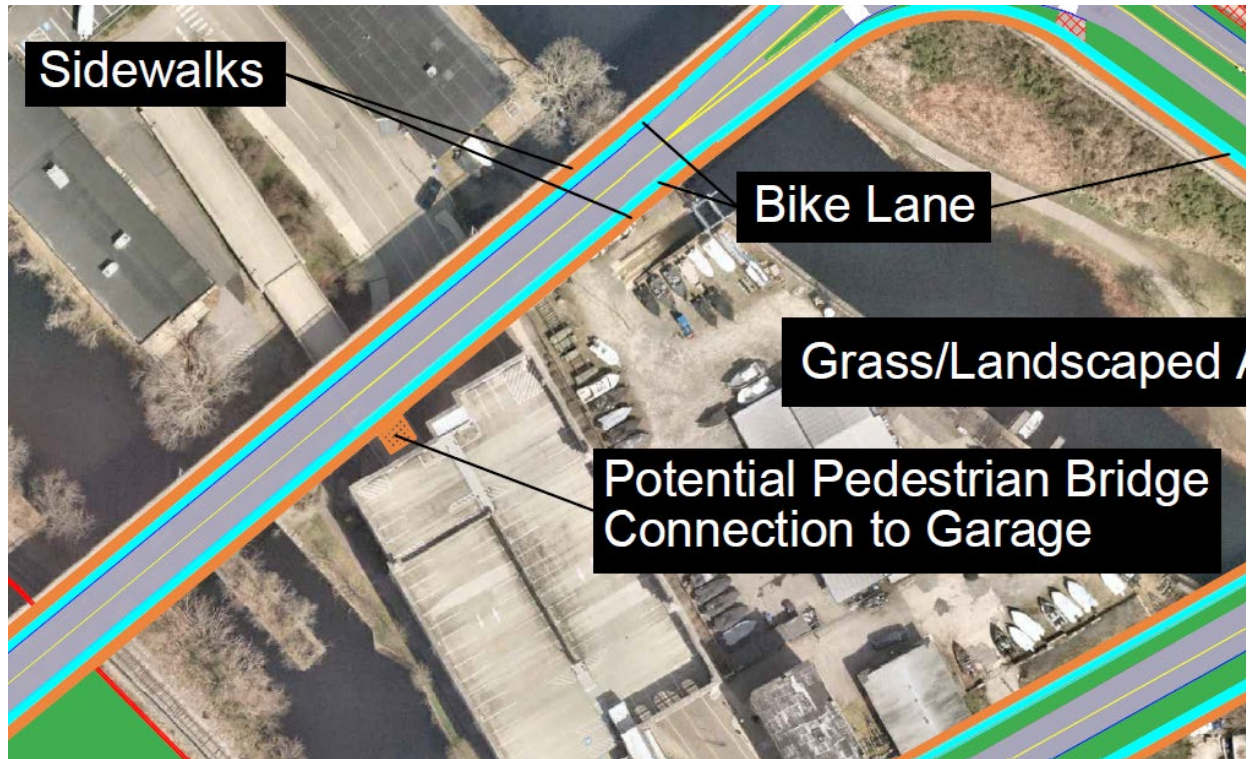 Sidewalks
Bike Lane
Grass/Landscaped A
Potential Pedestrian Bridge
Connection to Garage